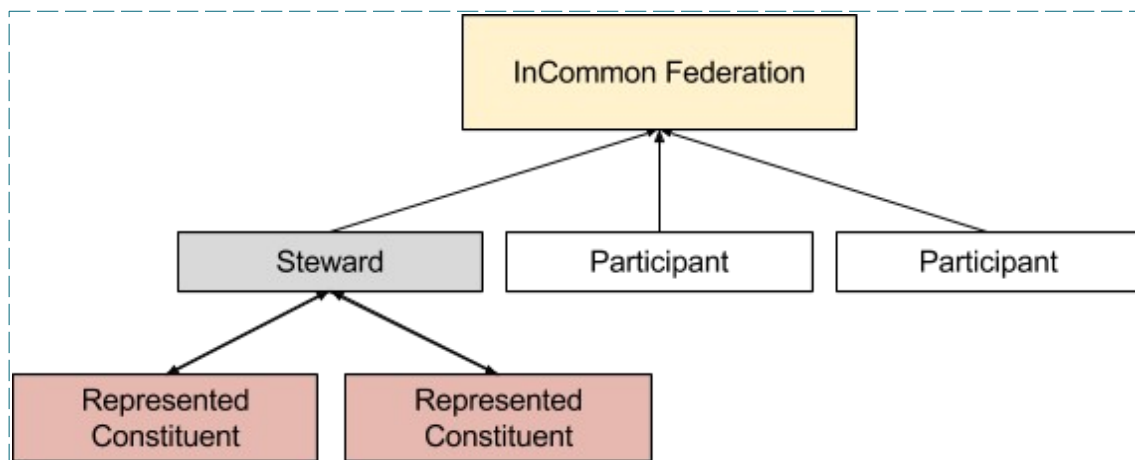 InCommon Federation
Steward
Participant
Participant
Represented
Constituent
Represented
Constituent